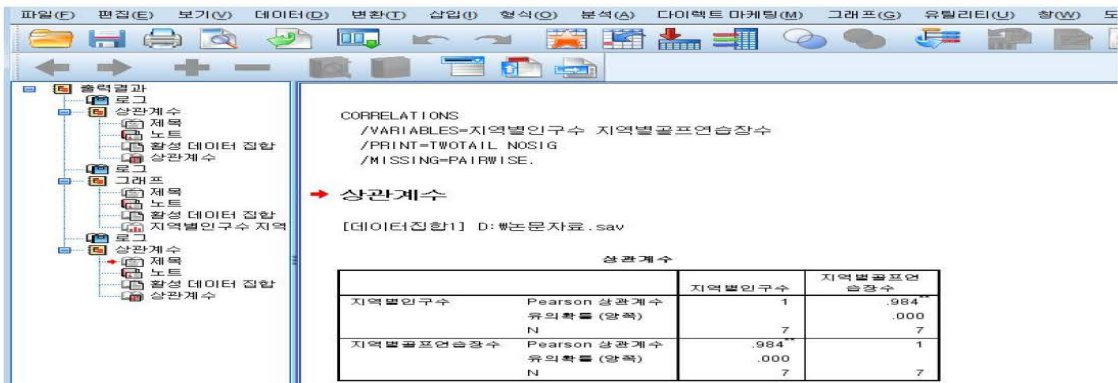 파일(F) 편집(E) 보기(V) 데이터(D) 변환(T) 삽입(I) 형식(O) 분석(A) 다이렉트 마케팅(M) 그래프(G) 유틸리티(U) 창(W)
출력결과
로그
상관계수
제목
노트
활성 데이터 집합
상관계수
로그
그래프
제목
노트
활성 데이터 집합
지역별인구수 지역
로그
상관계수
제목
노트
활성 데이터 집합
상관계수
CORRELATIONS
/VARIABLES=지역별인구수 지역별골프연습장수
/PRINT=TWOTAIL NOSIG
/MISSING=PAIRWISE.
상관계수
[데이터집합1] D:₩논문자료.sav
상관계수
지역별인구수 지역별골프연습장수
지역별인구수 Pearson 상관계수 1 .984**
유의확률 (양쪽) .000
N 7 7
지역별골프연습장수 Pearson 상관계수 .984** 1
유의확률 (양쪽) .000
N 7 7